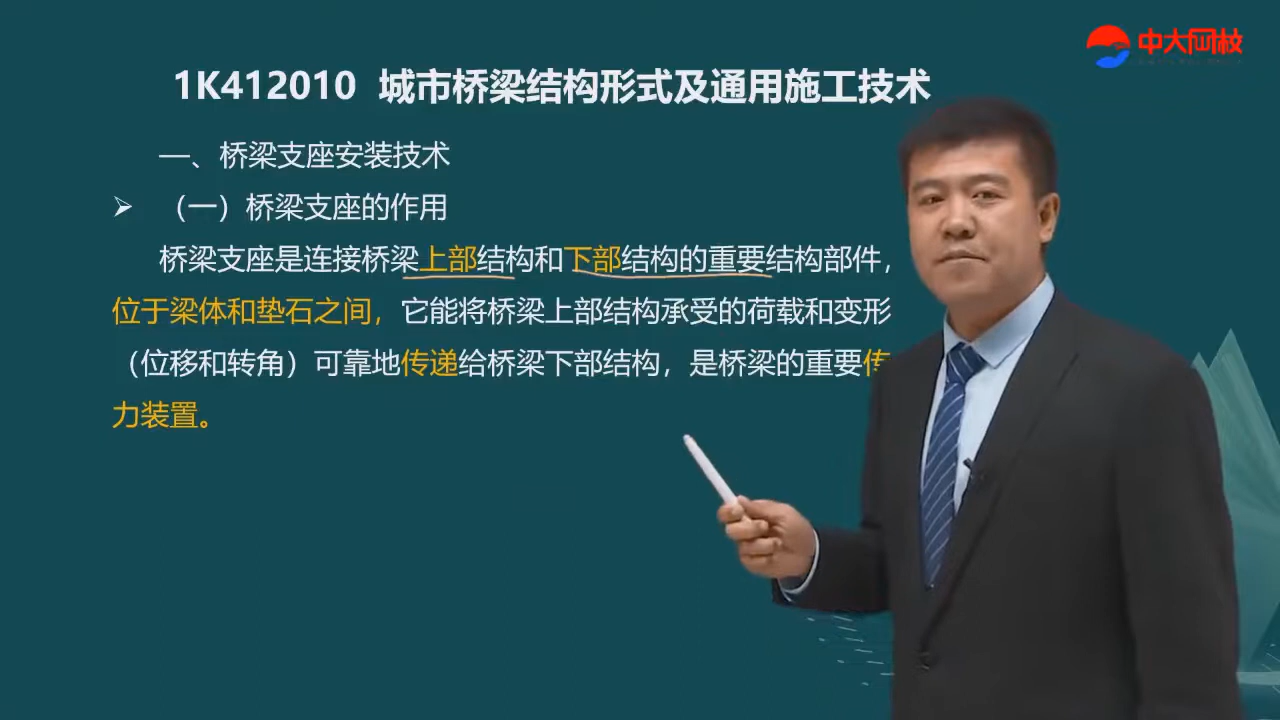 中大网校
1K412010 城市桥梁结构形式及通用施工技术
一、桥梁支座安装技术
（一）桥梁支座的作用
桥梁支座是连接桥梁上部结构和下部结构的重要结构部件，
位于梁体和垫石之间，它能将桥梁上部结构承受的荷载和变形
（位移和转角）可靠地传递给桥梁下部结构，是桥梁的重要传
力装置。